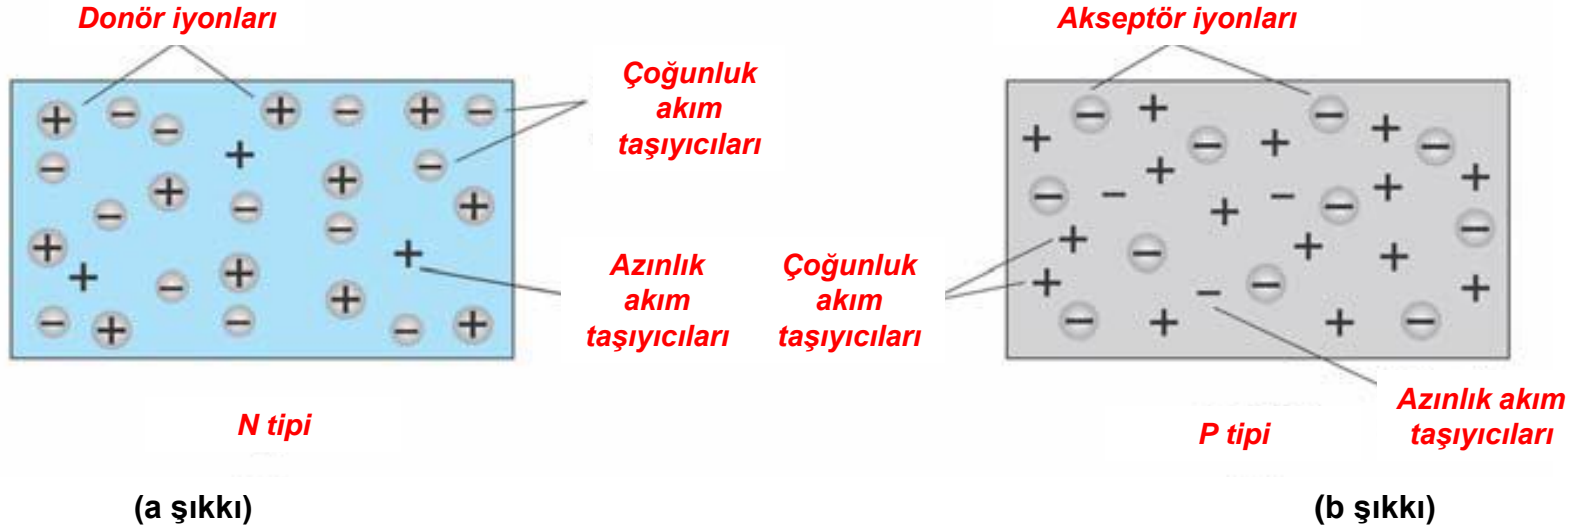 Donör iyonları
Akseptör iyonları
Çoğunluk
akım
taşıyıcıları
Azınlık
akım
taşıyıcıları
Çoğunluk
akım
taşıyıcıları
Azınlık akım
taşıyıcıları
N tipi
P tipi
(a şıkkı)
(b şıkkı)